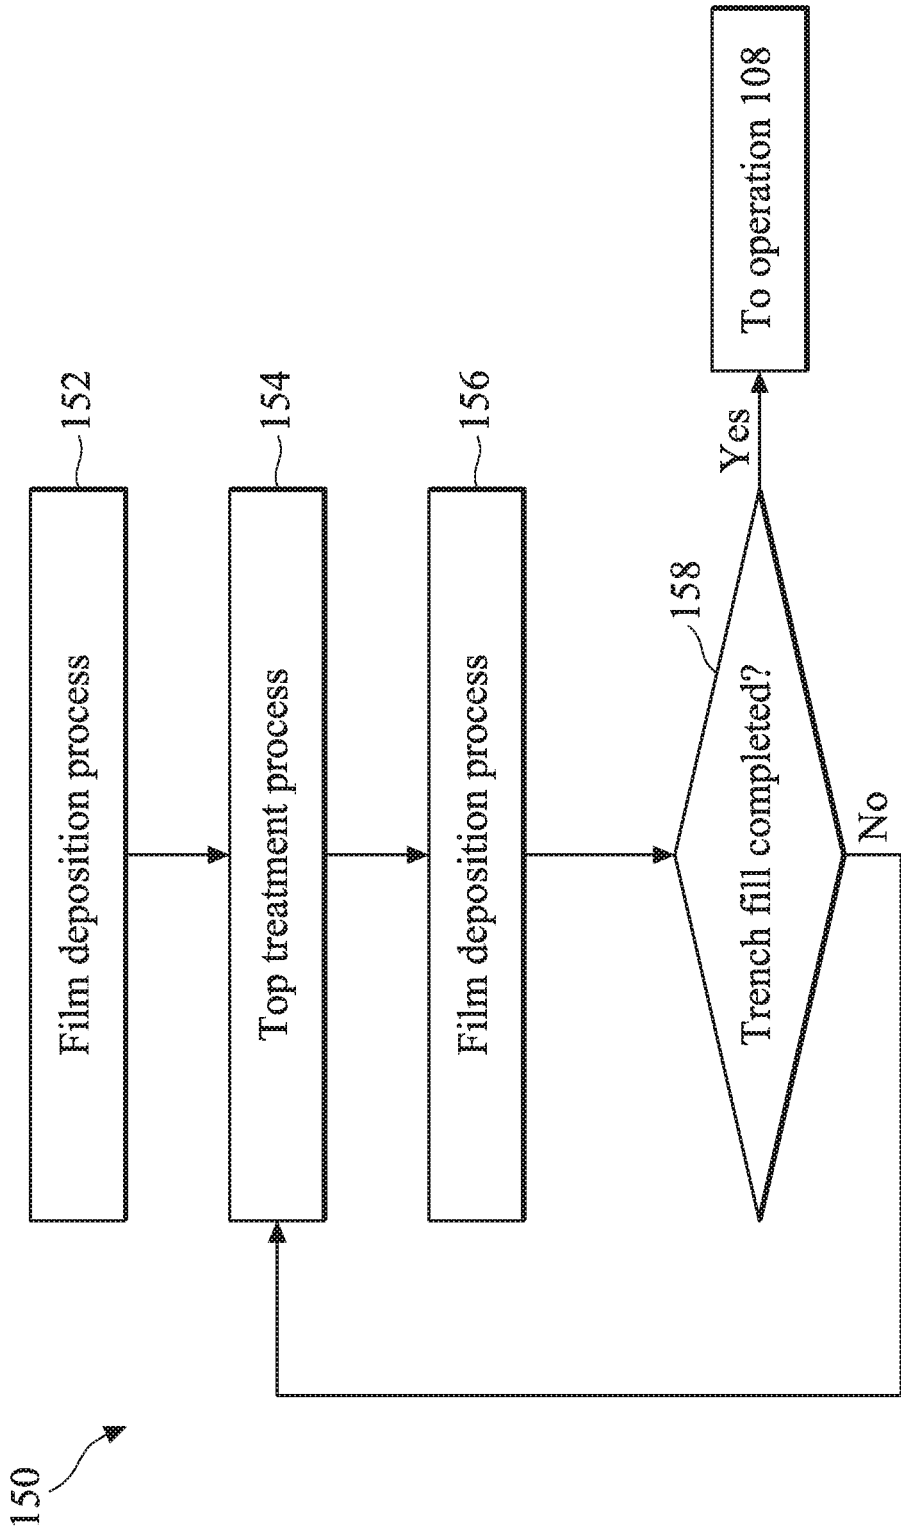 150
Film deposition process
152
Top treatment process
154
Film deposition process
156
Trench fill completed?
158
Yes
To operation 108
No